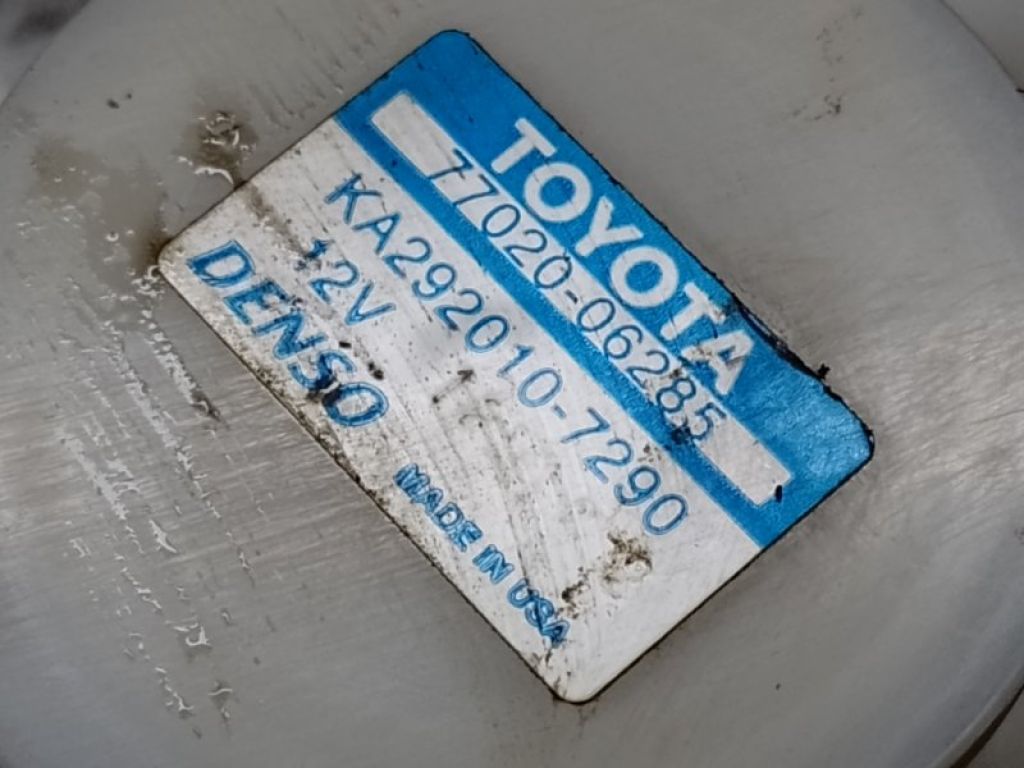 TOYOTA
77020-06285
KA292010-7290
12V
DENSO
MADE IN USA